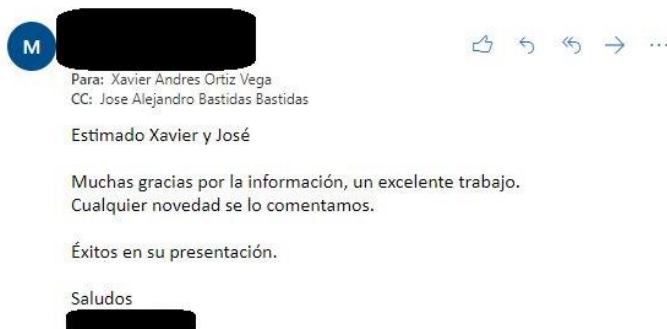 M
Para: Xavier Andres Ortiz Vega
CC: Jose Alejandro Bastidas Bastidas
Estimado Xavier y José
Muchas gracias por la información, un excelente trabajo.
Cualquier novedad se lo comentamos.
Éxitos en su presentación.
Saludos